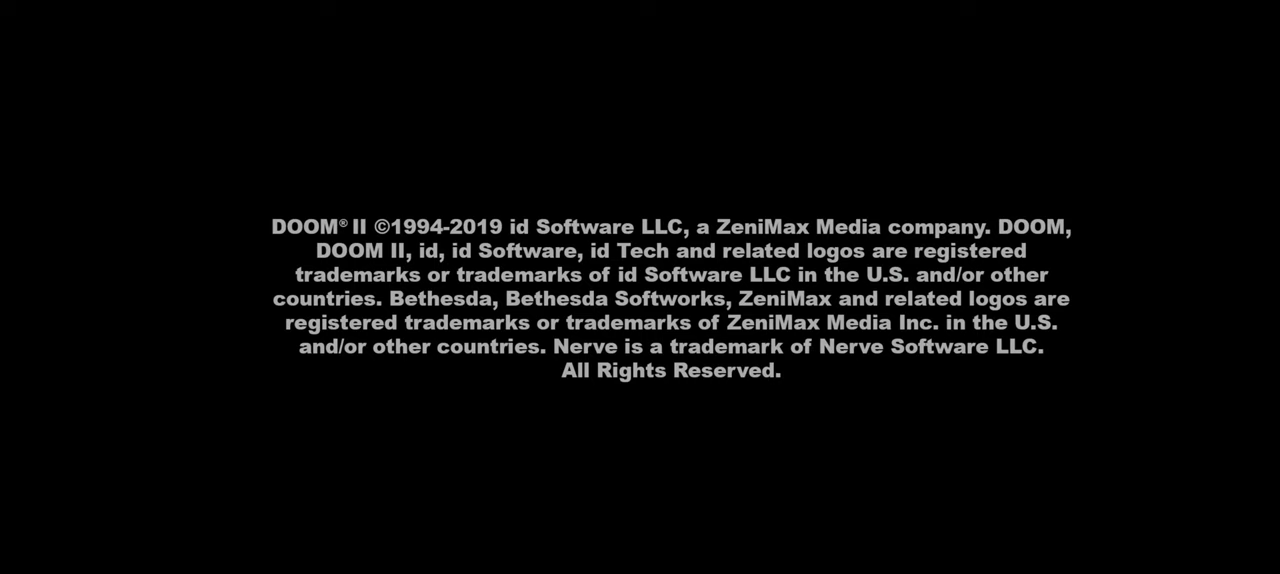 DOOM® II ©1994-2019 id Software LLC, a ZeniMax Media company. DOOM,
DOOM II, id, id Software, id Tech and related logos are registered
trademarks or trademarks of id Software LLC in the U.S. and/or other
countries. Bethesda, Bethesda Softworks, ZeniMax and related logos are
registered trademarks or trademarks of ZeniMax Media Inc. in the U.S.
and/or other countries. Nerve is a trademark of Nerve Software LLC.
All Rights Reserved.